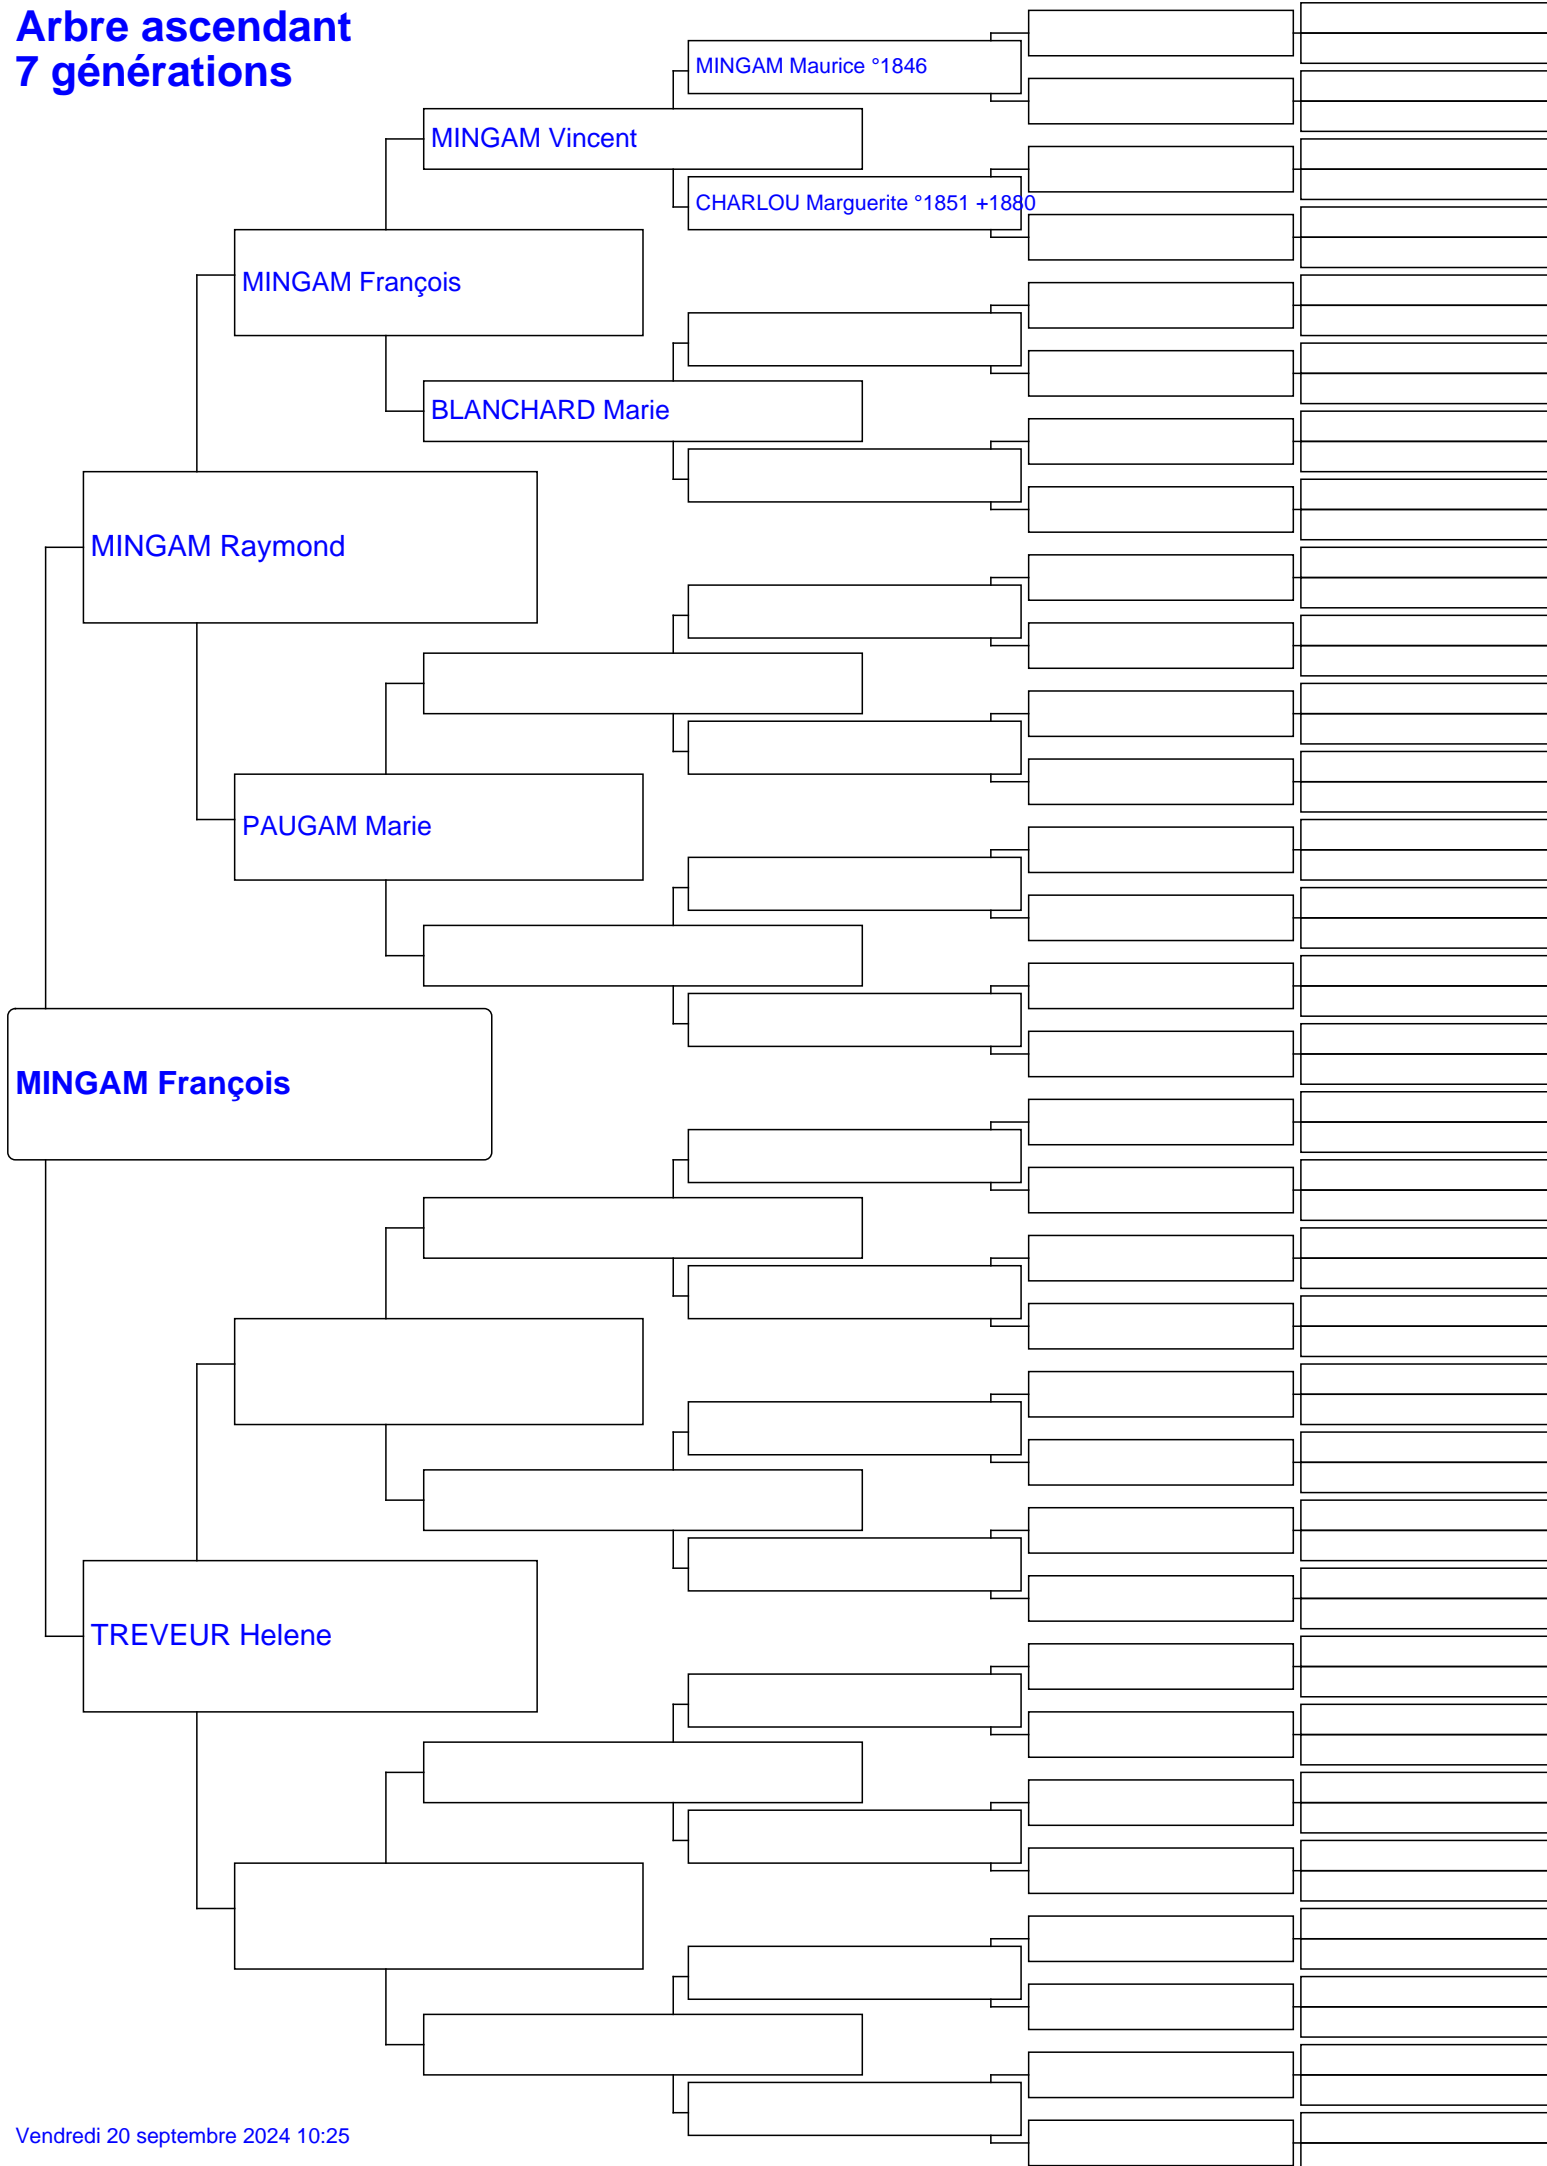 Arbre ascendant
7 générations
MINGAM Maurice °1846
MINGAM Vincent
CHARLOU Marguerite °1851 +1880
MINGAM François
BLANCHARD Marie
MINGAM Raymond
PAUGAM Marie
MINGAM François
TREVEUR Helene
Vendredi 20 septembre 2024 10:25